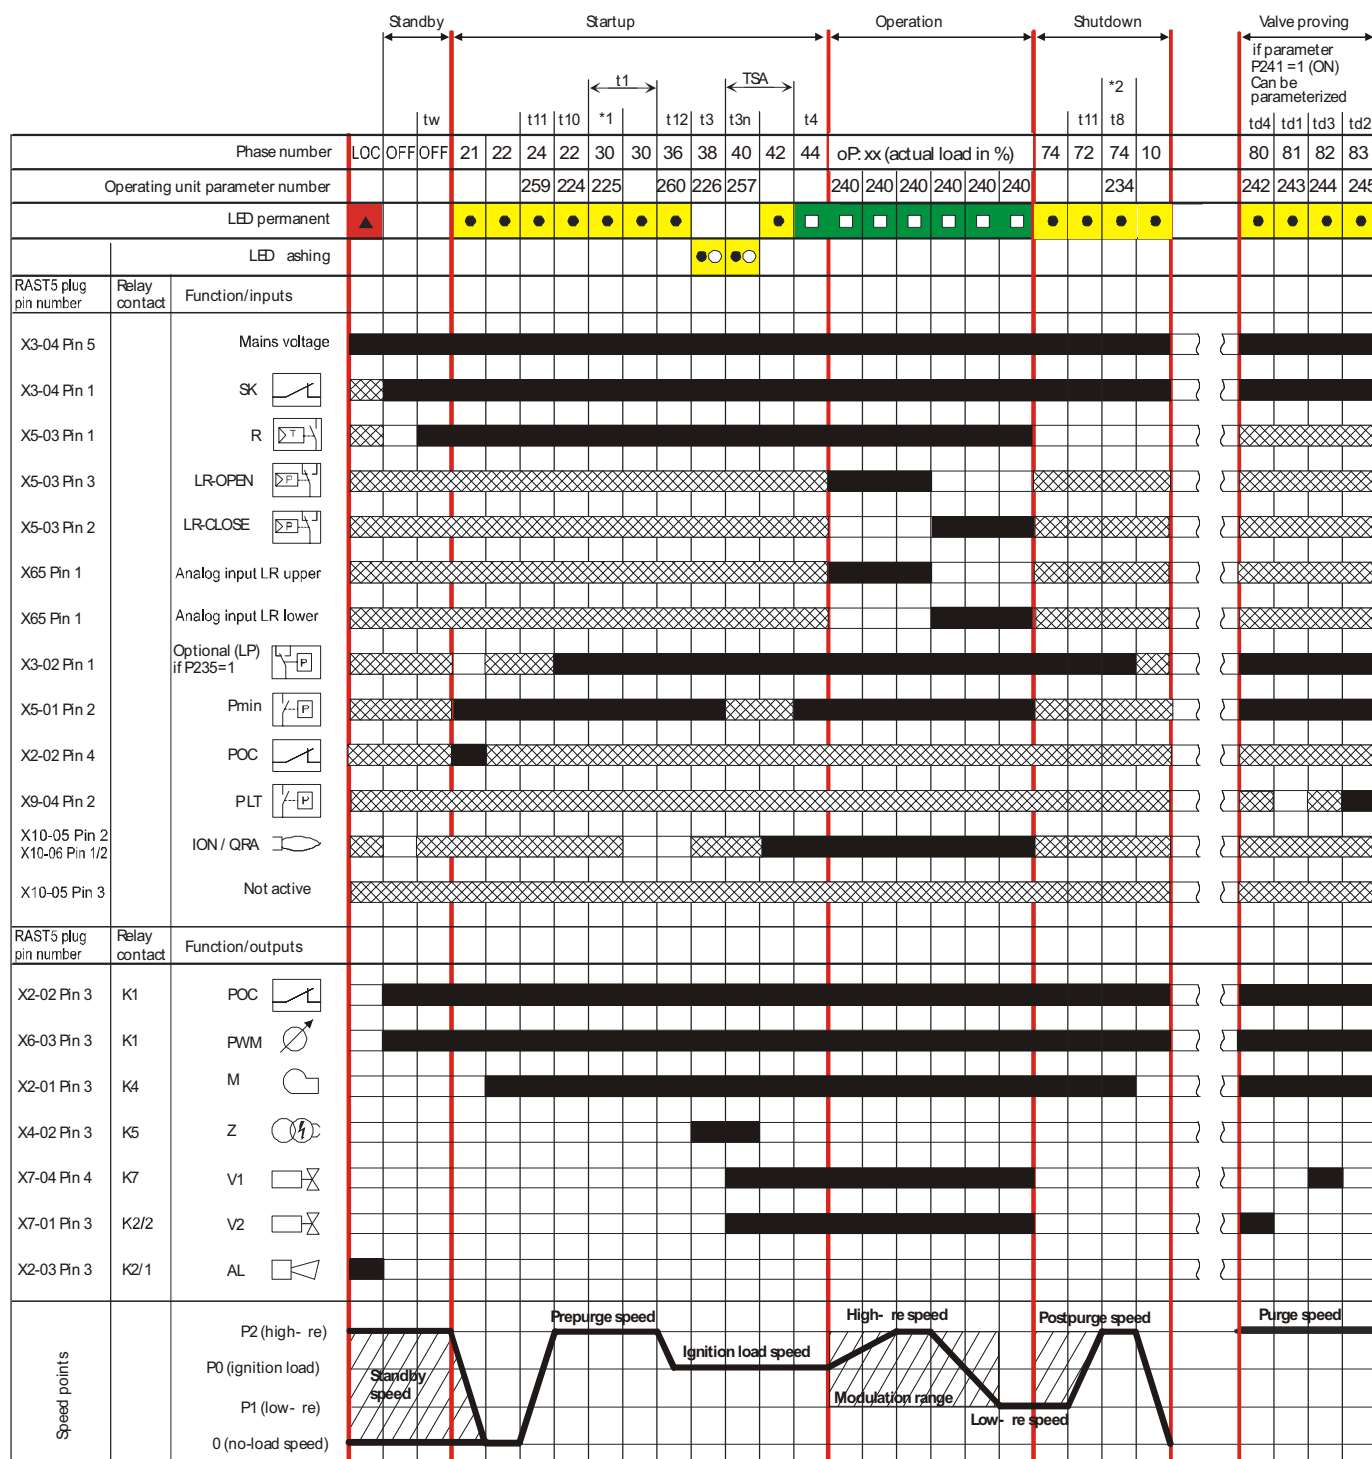 Standby Startup Operation Shutdown Valve proving
if parameter
P241 =1 (ON)
Can be
parameterized
t1 TSA *2
tw t11 t10 *1 t12 t3 t3n t4 t11 t8 td4 td1 td3 td2
Phase number LOC OFF OFF 21 22 24 22 30 30 36 38 40 42 44 oP: xx (actual load in %) 74 72 74 10 80 81 82 83
Operating unit parameter number 259 224 225 260 226 257 240 240 240 240 240 240 234 242 243 244 245
LED permanent
LED ashing
RAST5 plug pin number Relay contact Function/inputs
X3-04 Pin 5 Mains voltage
X3-04 Pin 1 SK
X5-03 Pin 1 R T
X5-03 Pin 3 LR-OPEN P
X5-03 Pin 2 LR-CLOSE P
X65 Pin 1 Analog input LR upper
X65 Pin 1 Analog input LR lower
X3-02 Pin 1 Optional (LP) if P235=1 P
X5-01 Pin 2 Pmin P
X2-02 Pin 4 POC
X9-04 Pin 2 PLT P
X10-05 Pin 2
X10-06 Pin 1/2 ION / QRA
X10-05 Pin 3 Not active
RAST5 plug pin number Relay contact Function/outputs
X2-02 Pin 3 K1 POC
X6-03 Pin 3 K1 PWM
X2-01 Pin 3 K4 M
X4-02 Pin 3 K5 Z
X7-04 Pin 4 K7 V1
X7-01 Pin 3 K2/2 V2
X2-03 Pin 3 K2/1 AL
Speed points
Prepurge speed High- re speed Postpurge speed Purge speed
P2 (high- re)
Ignition load speed
P0 (ignition load)
Standby speed
Modulation range
P1 (low- re)
Low- re speed
0 (no-load speed)